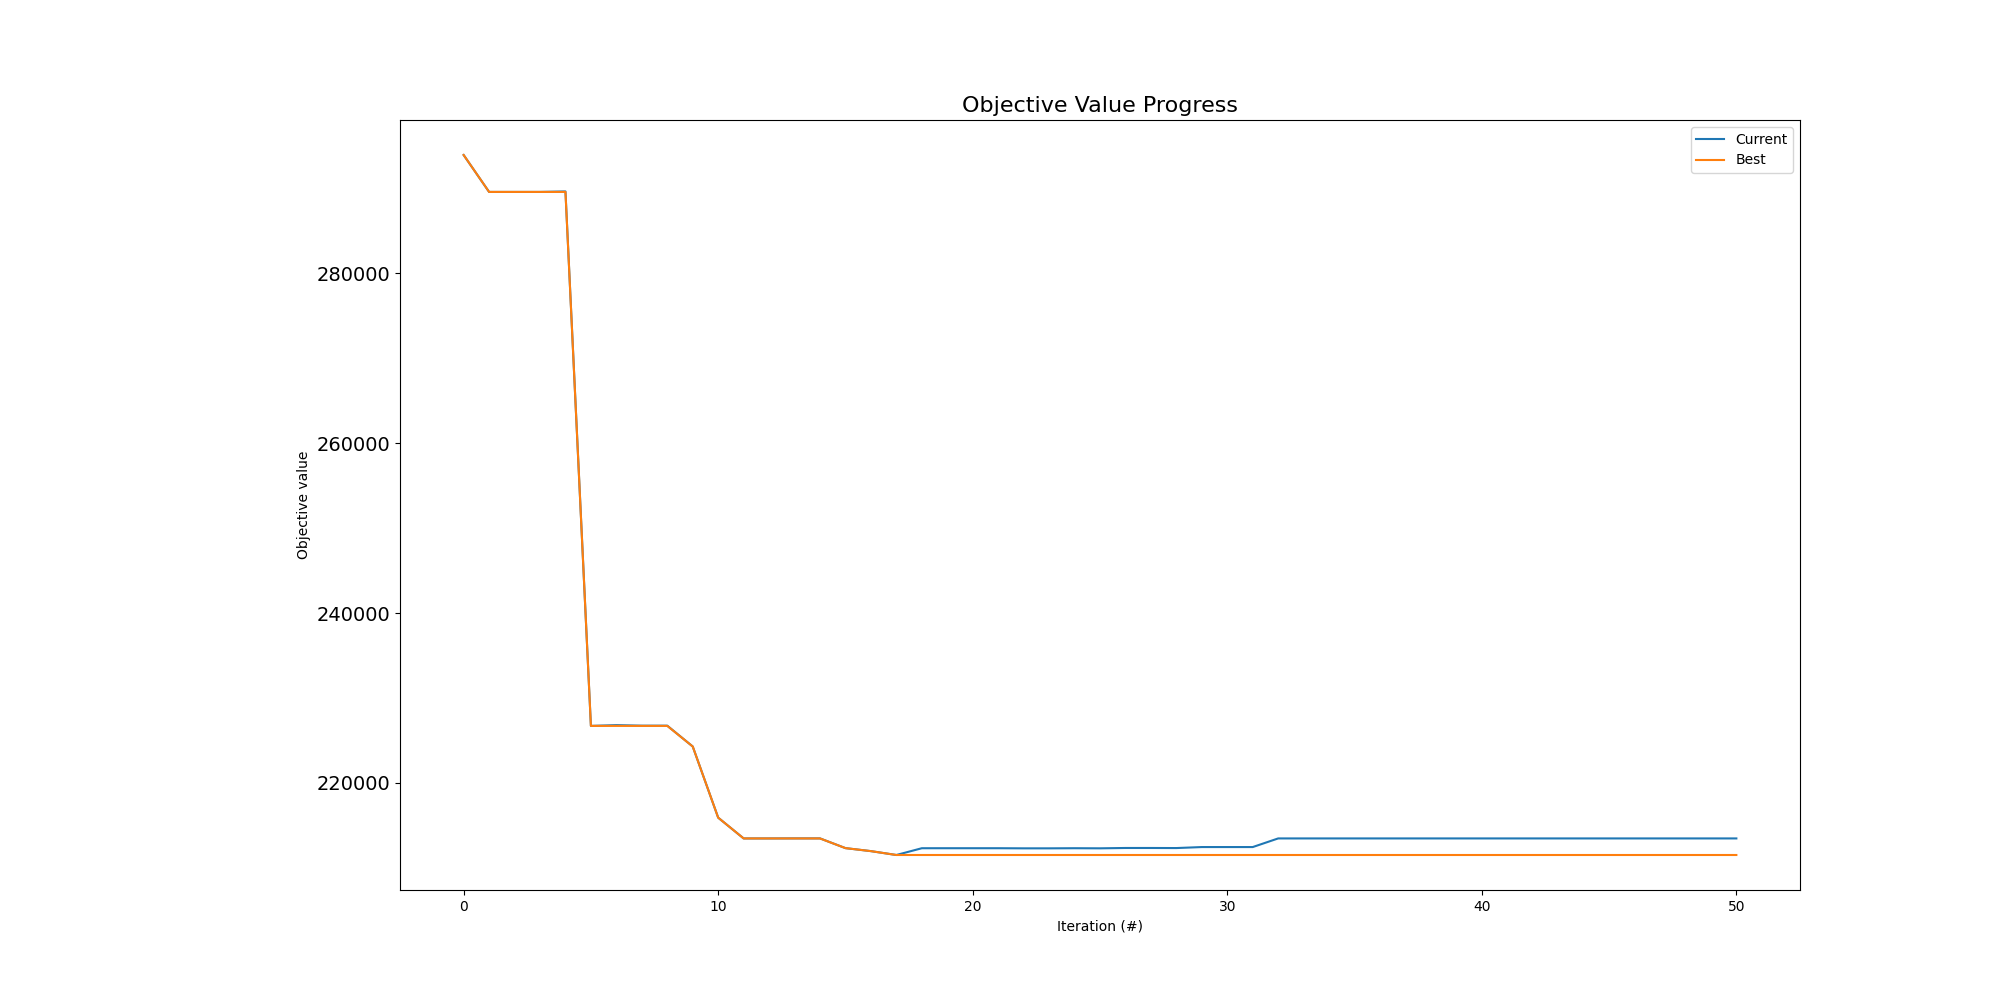 Objective Value Progress
Current
Best
280000
260000
240000
220000
Objective value
0 10 20 30 40 50
Iteration (#)